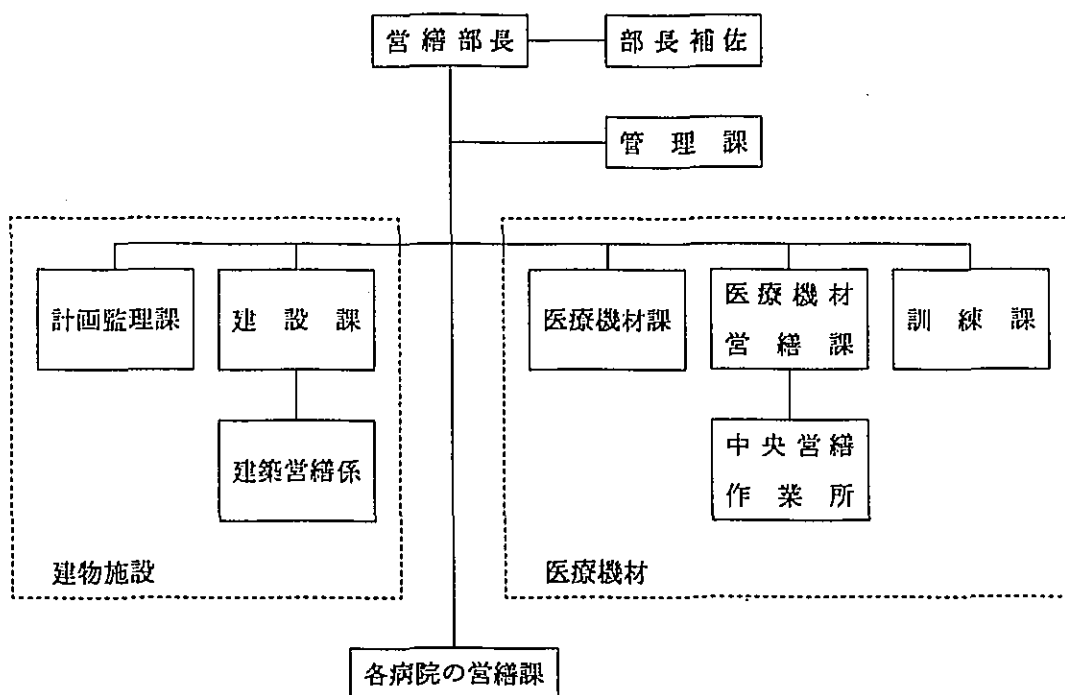 営繕部長
部長補佐
管理課
計画監理課
建設課
医療機材課
医療機材
営繕課
訓練課
建築営繕係
中央営繕
作業所
建物施設
医療機材
各病院の営繕課